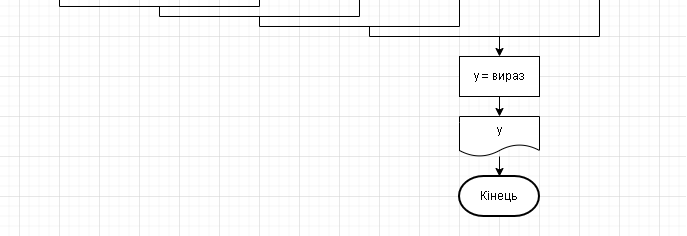 y = вираз
y
Кінець